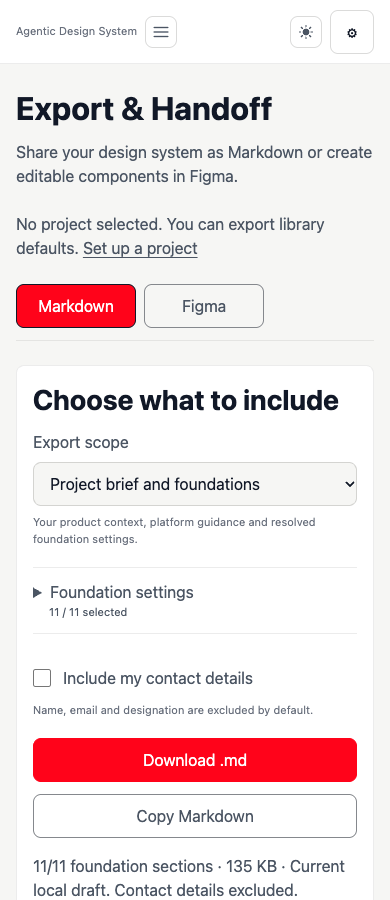 Agentic Design System
Export & Handoff
Share your design system as Markdown or create
editable components in Figma.
No project selected. You can export library
defaults. Set up a project
Markdown
Figma
Choose what to include
Export scope
Project brief and foundations
Your product context, platform guidance and resolved
foundation settings.
Foundation settings
11 / 11 selected
Include my contact details
Name, email and designation are excluded by default.
Download .md
Copy Markdown
11/11 foundation sections · 135 KB · Current
local draft. Contact details excluded.